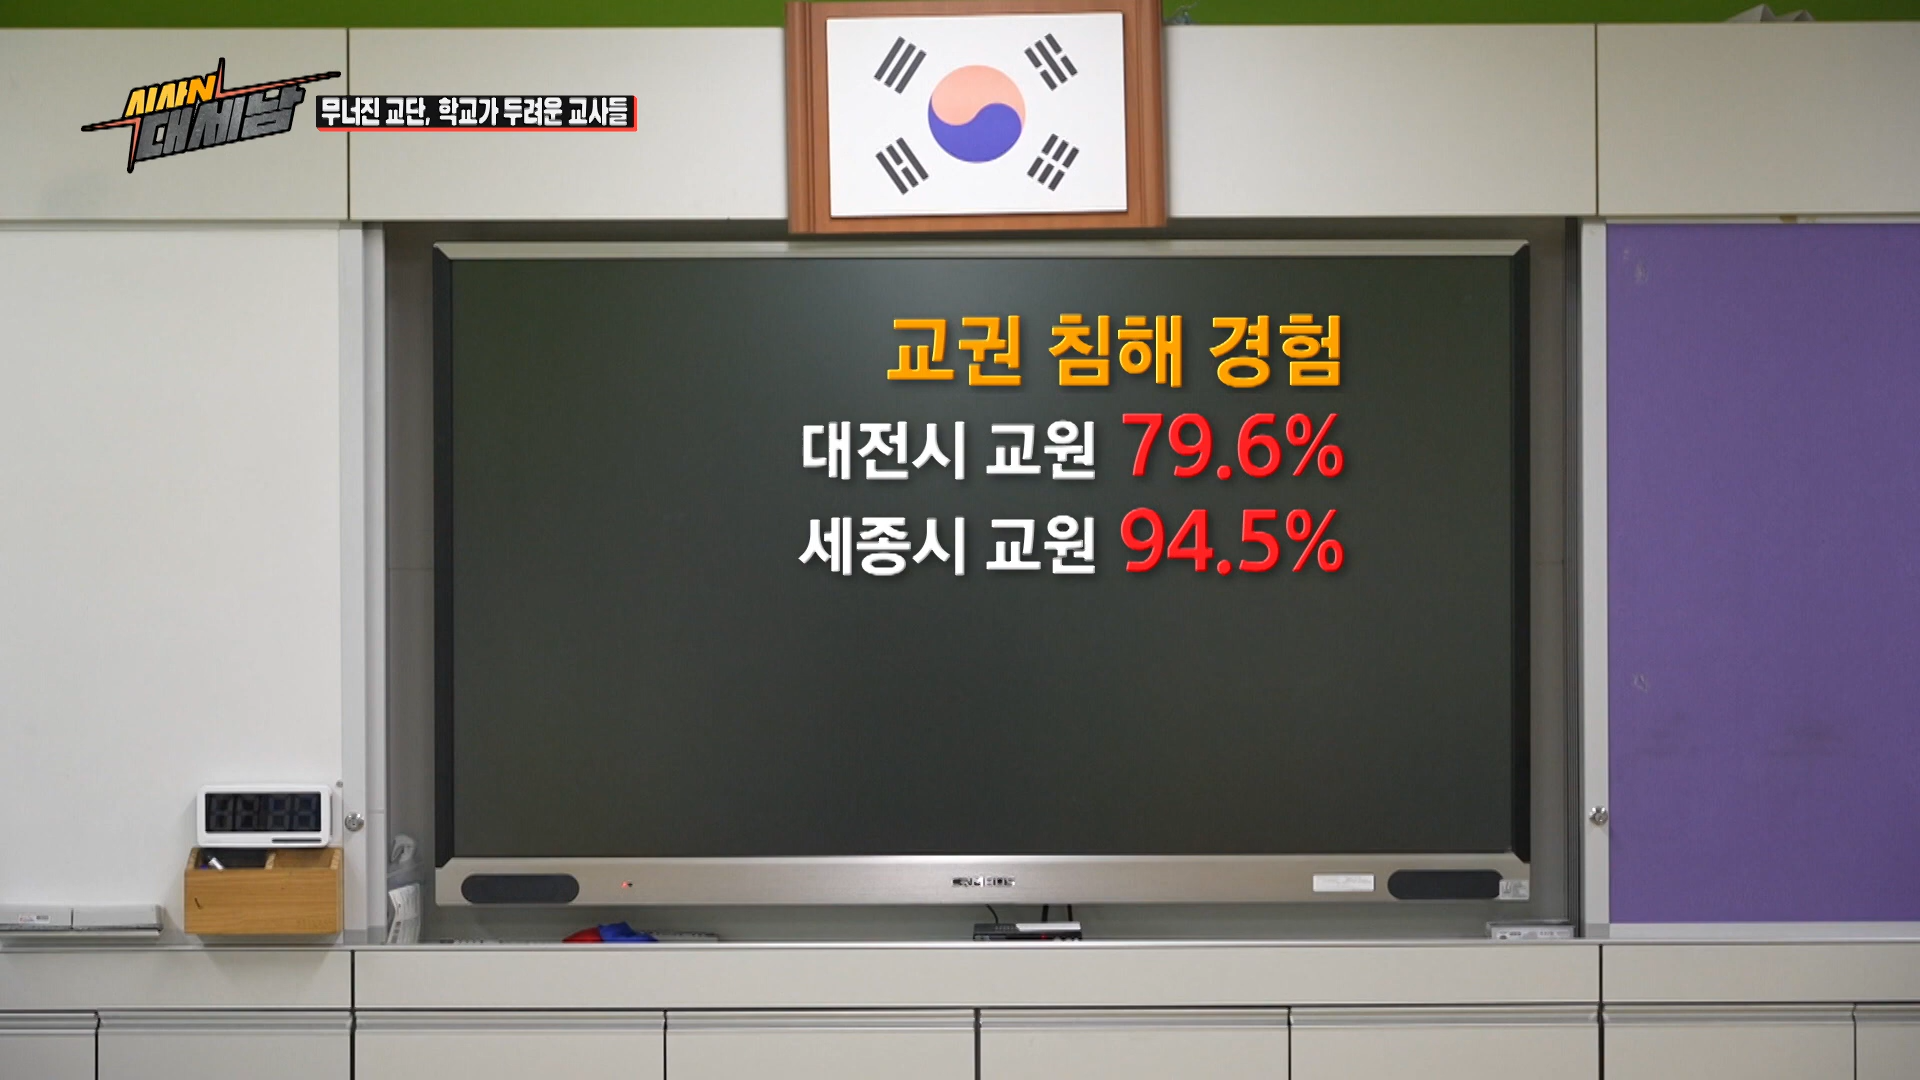 시사N
대세남
무너진 교단, 학교가 두려운 교사들
교권 침해 경험
대전시 교원 79.6%
세종시 교원 94.5%